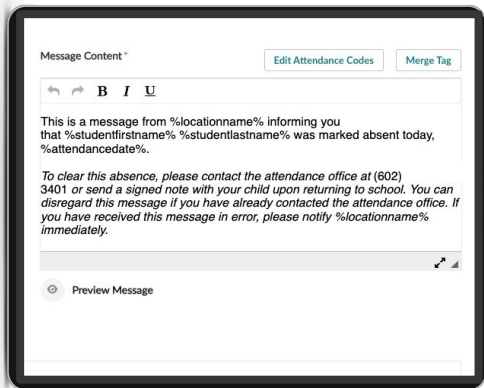 Message Content*
Edit Attendance Codes
Merge Tag
B I U
This is a message from %locationname% informing you
that %studentfirstname% %studentlastname% was marked absent today,
%attendancedate%.
To clear this absence, please contact the attendance office at (602)
3401 or send a signed note with your child upon returning to school. You can
disregard this message if you have already contacted the attendance office. If
you have received this message in error, please notify %locationname%
immediately.
Preview Message